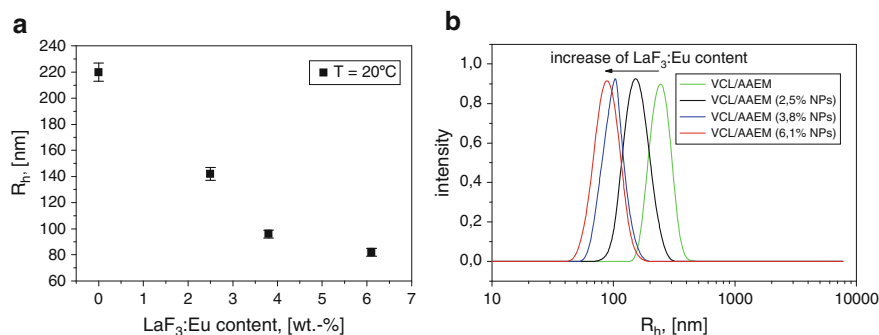 a
240
220
200
180
160
140
120
100
80
60
R_h, [nm]
T = 20°C
0 1 2 3 4 5 6 7
LaF₃:Eu content, [wt.-%]
b
increase of LaF₃:Eu content
1,0
0,8
0,6
0,4
0,2
0,0
intensity
VCL/AAEM
VCL/AAEM (2,5% NPs)
VCL/AAEM (3,8% NPs)
VCL/AAEM (6,1% NPs)
10 100 1000 10000
R_h, [nm]